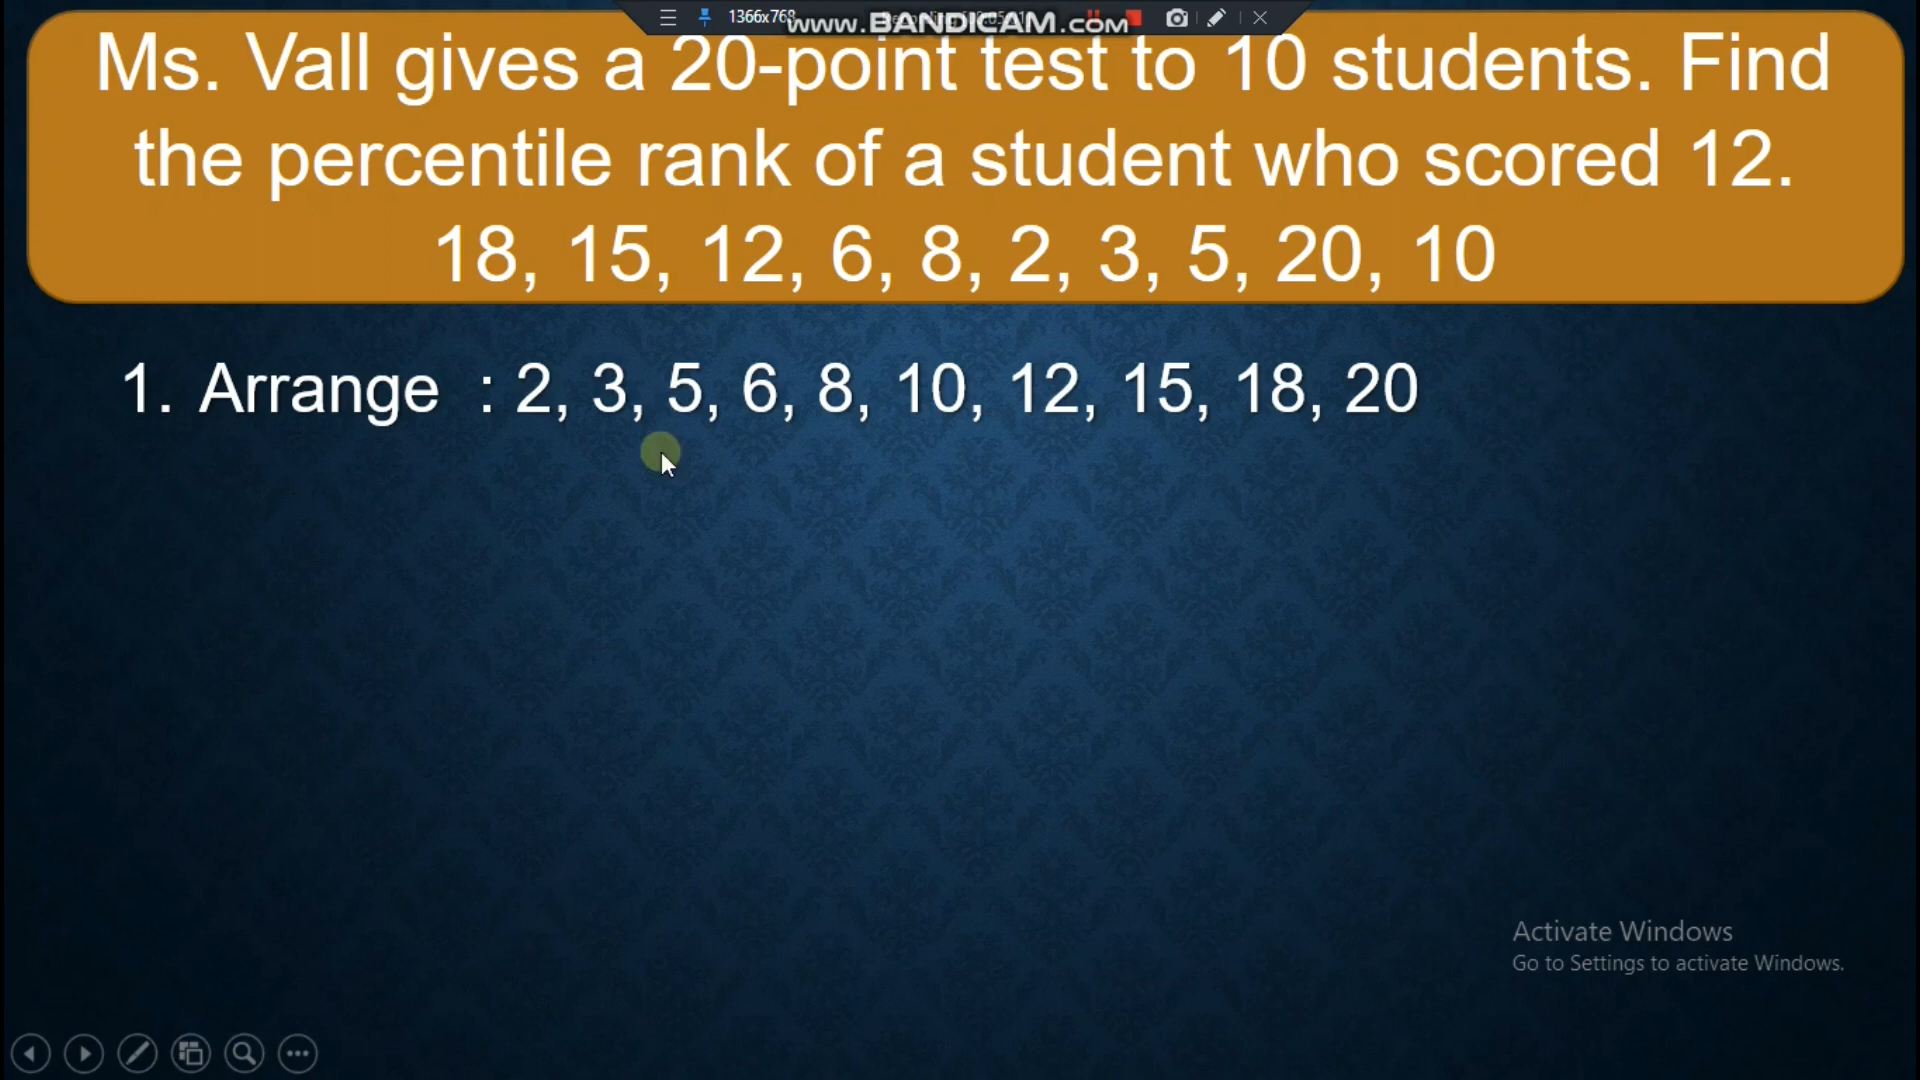 1366x768
www.BANDICAM.com
Ms. Vall gives a 20-point test to 10 students. Find
the percentile rank of a student who scored 12.
18, 15, 12, 6, 8, 2, 3, 5, 20, 10
1. Arrange : 2, 3, 5, 6, 8, 10, 12, 15, 18, 20
Activate Windows
Go to Settings to activate Windows.